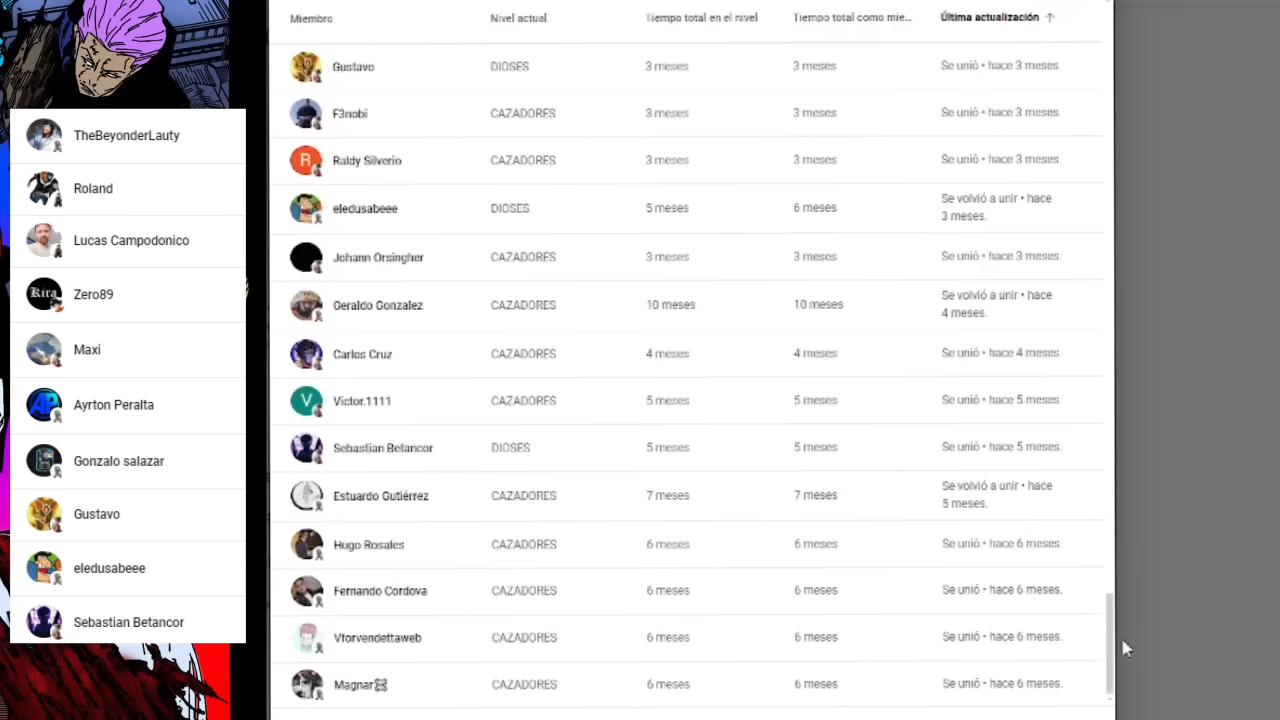 TheBeyonderLauty
Roland
Lucas Campodonico
Kira
Zero89
Maxi
AP
Ayrton Peralta
Gonzalo salazar
Gustavo
eledusabeee
Sebastian Betancor
Miembro Nivel actual Tiempo total en el nivel Tiempo total como mie... Última actualización ↑
Gustavo DIOSES 3 meses 3 meses Se unió • hace 3 meses.
F3nobi CAZADORES 3 meses 3 meses Se unió • hace 3 meses.
R Raldy Silverio CAZADORES 3 meses 3 meses Se unió • hace 3 meses.
eledusabeee DIOSES 5 meses 6 meses Se volvió a unir • hace
3 meses.
Johann Orsingher CAZADORES 3 meses 3 meses Se unió • hace 3 meses.
Geraldo Gonzalez CAZADORES 10 meses 10 meses Se volvió a unir • hace
4 meses.
Carlos Cruz CAZADORES 4 meses 4 meses Se unió • hace 4 meses.
V Victor.1111 CAZADORES 5 meses 5 meses Se unió • hace 5 meses.
Sebastian Betancor DIOSES 5 meses 5 meses Se unió • hace 5 meses.
Estuardo Gutiérrez CAZADORES 7 meses 7 meses Se volvió a unir • hace
5 meses.
Hugo Rosales CAZADORES 6 meses 6 meses Se unió • hace 6 meses.
Fernando Cordova CAZADORES 6 meses 6 meses Se unió • hace 6 meses.
Vforvendettaweb CAZADORES 6 meses 6 meses Se unió • hace 6 meses.
Magnar CAZADORES 6 meses 6 meses Se unió • hace 6 meses.